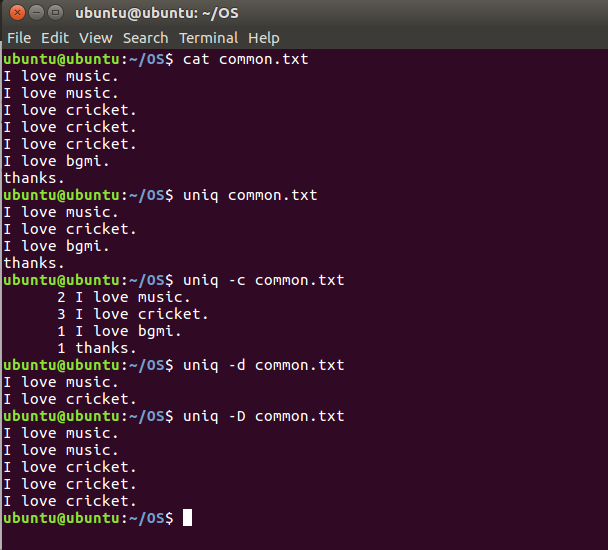 ubuntu@ubuntu: ~/OS
File Edit View Search Terminal Help
ubuntu@ubuntu:~/OS$ cat common.txt
I love music.
I love music.
I love cricket.
I love cricket.
I love cricket.
I love bgmi.
thanks.
ubuntu@ubuntu:~/OS$ uniq common.txt
I love music.
I love cricket.
I love bgmi.
thanks.
ubuntu@ubuntu:~/OS$ uniq -c common.txt
      2 I love music.
      3 I love cricket.
      1 I love bgmi.
      1 thanks.
ubuntu@ubuntu:~/OS$ uniq -d common.txt
I love music.
I love cricket.
ubuntu@ubuntu:~/OS$ uniq -D common.txt
I love music.
I love music.
I love cricket.
I love cricket.
I love cricket.
ubuntu@ubuntu:~/OS$